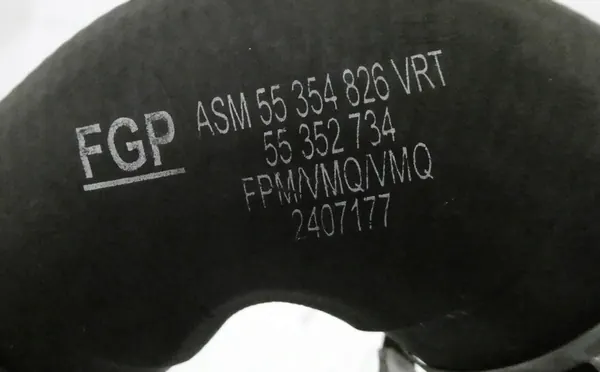 FGP
ASM 55 354 826 VRT
55 352 734
FPM/VMQ/VMQ
2407177